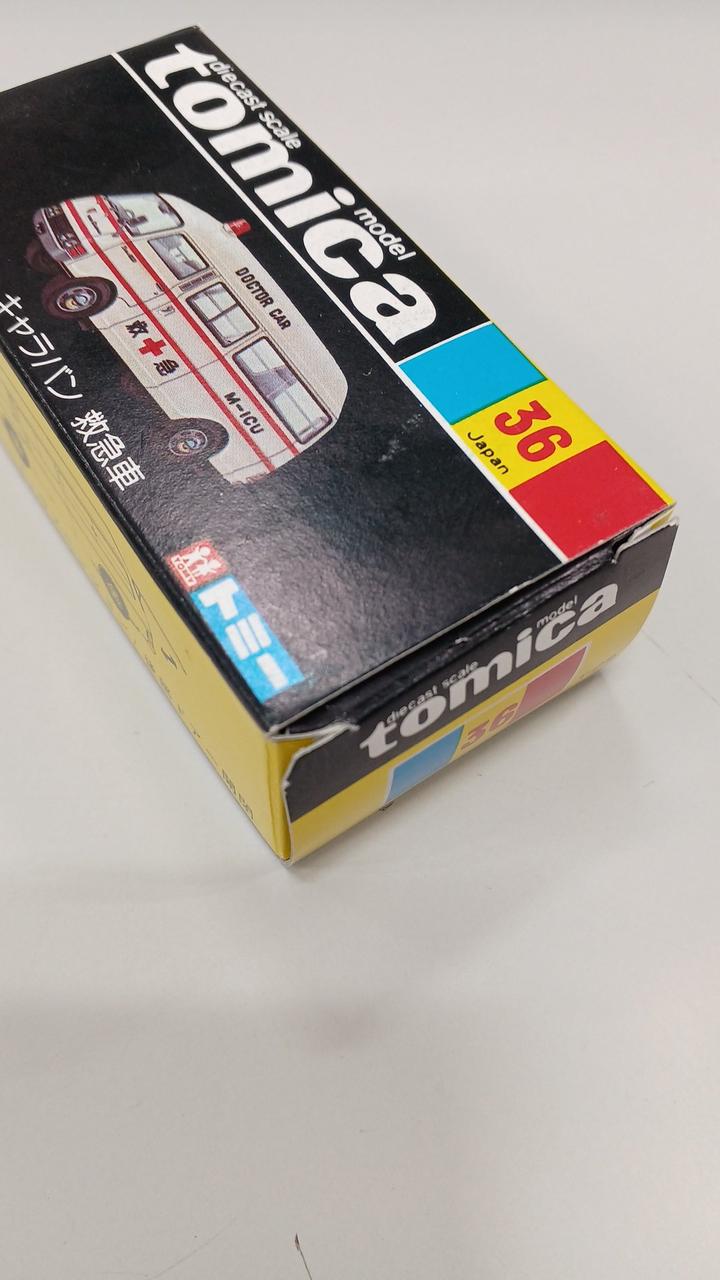 diecast scale model
tomica
36
Japan
DOCTOR CAR
救急
M-ICU
キャラバン 救急車
TOMY
トミー
diecast scale model
tomica
36